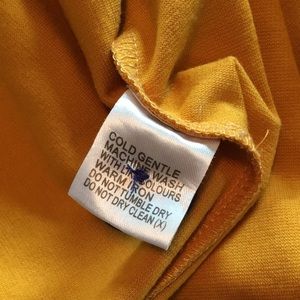 COLD GENTLE
MACHINE WASH
WITH LIKE COLOURS
WARM IRON
DO NOT TUMBLE DRY
DO NOT DRY CLEAN (X)